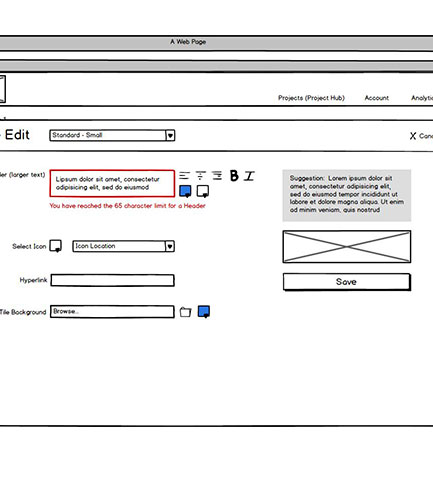 A Web Page
Projects (Project Hub) Account Analytic
Edit Standard - Small X Canc
der (larger text) Lipsum dolor sit amet, consectetur
adipisicing elit, sed do eiusmod
B I
You have reached the 65 character limit for a Header
Suggestion: Lorem ipsum dolor sit
amet, consectetur adipisicing elit,
sed do eiusmod tempor incididunt ut
labore et dolore magna aliqua. Ut enim
ad minim veniam, quis nostrud
Select Icon Icon Location
Save
Hyperlink
Tile Background Browse..